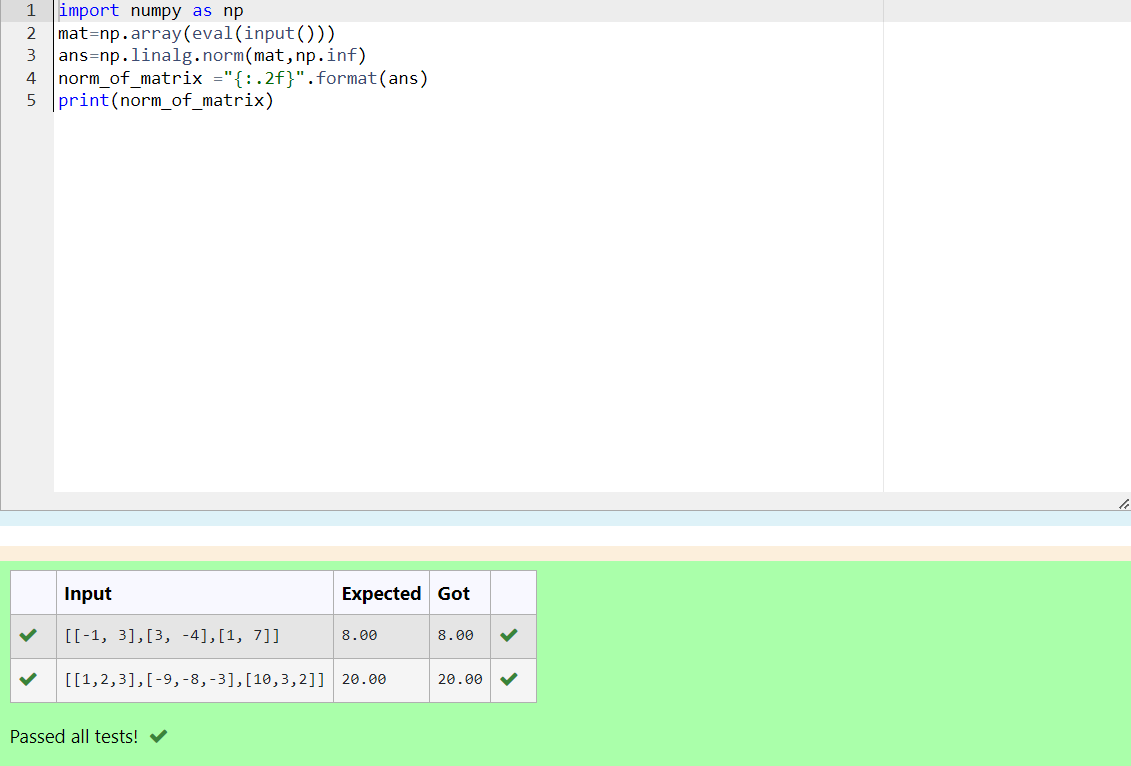 1 import numpy as np
2 mat=np.array(eval(input()))
3 ans=np.linalg.norm(mat,np.inf)
4 norm_of_matrix ="{:.2f}".format(ans)
5 print(norm_of_matrix)
Input Expected Got
[[-1, 3],[3, -4],[1, 7]] 8.00 8.00
[[1,2,3],[-9,-8,-3],[10,3,2]] 20.00 20.00
Passed all tests!